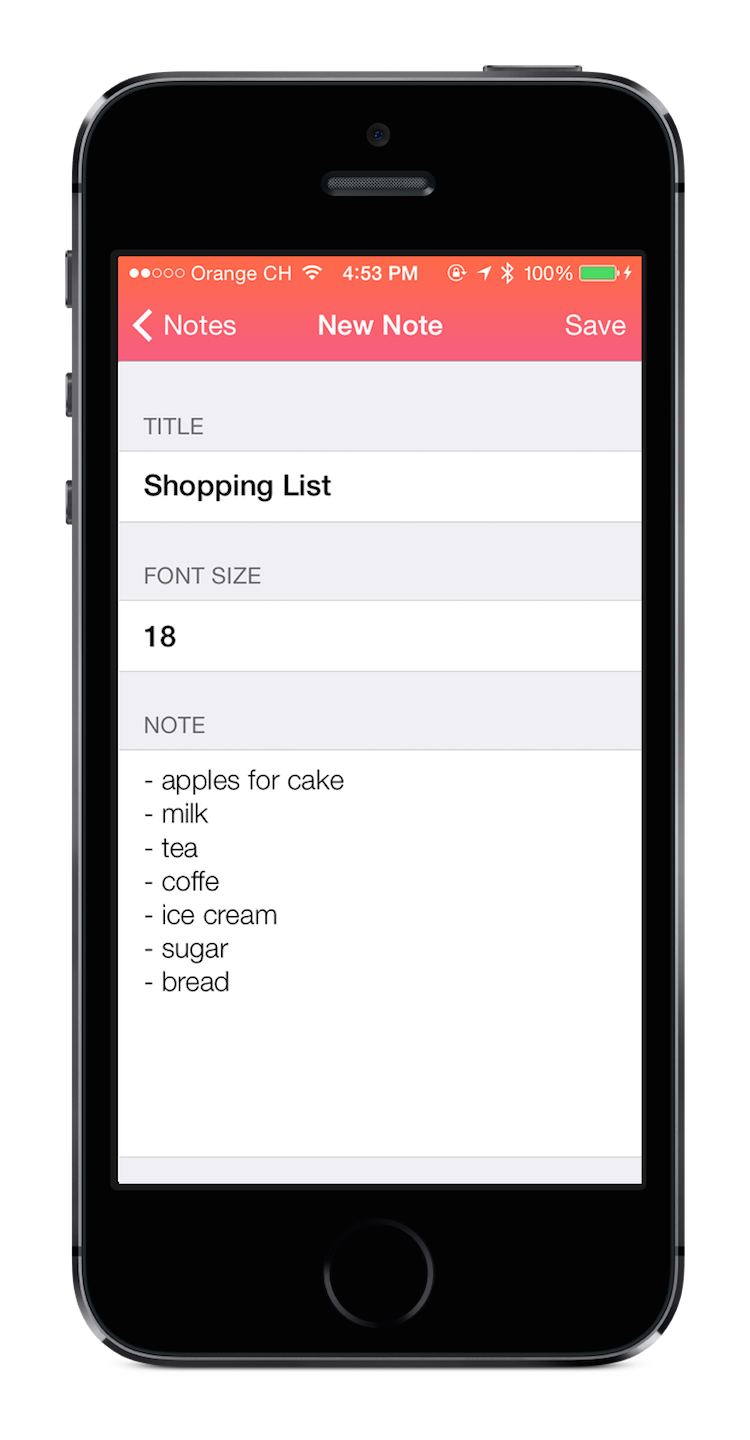 Orange CH 4:53 PM 100%
Notes New Note Save
TITLE
Shopping List
FONT SIZE
18
NOTE
- apples for cake
- milk
- tea
- coffe
- ice cream
- sugar
- bread